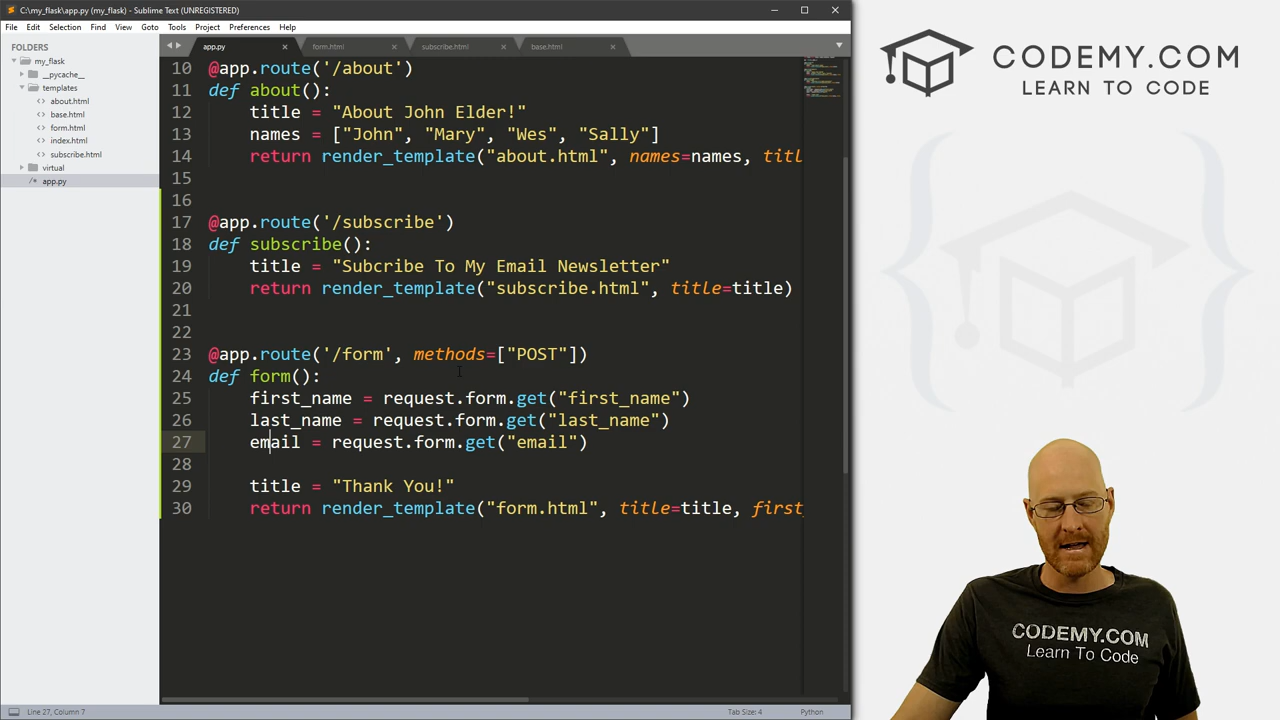 C:\my_flask\app.py (my_flask) - Sublime Text (UNREGISTERED)
File Edit Selection Find View Goto Tools Project Preferences Help
FOLDERS
my_flask
__pycache__
templates
about.html
base.html
form.html
index.html
subscribe.html
virtual
app.py
app.py form.html subscribe.html base.html
10 @app.route('/about')
11 def about():
12 title = "About John Elder!"
13 names = ["John", "Mary", "Wes", "Sally"]
14 return render_template("about.html", names=names, titl
15
16
17 @app.route('/subscribe')
18 def subscribe():
19 title = "Subcribe To My Email Newsletter"
20 return render_template("subscribe.html", title=title)
21
22
23 @app.route('/form', methods=["POST"])
24 def form():
25 first_name = request.form.get("first_name")
26 last_name = request.form.get("last_name")
27 email = request.form.get("email")
28
29 title = "Thank You!"
30 return render_template("form.html", title=title, first_
Line 27, Column 7
Tab Size: 4
Python
CODEMY.COM
LEARN TO CODE
CODEMY.COM
Learn To Code